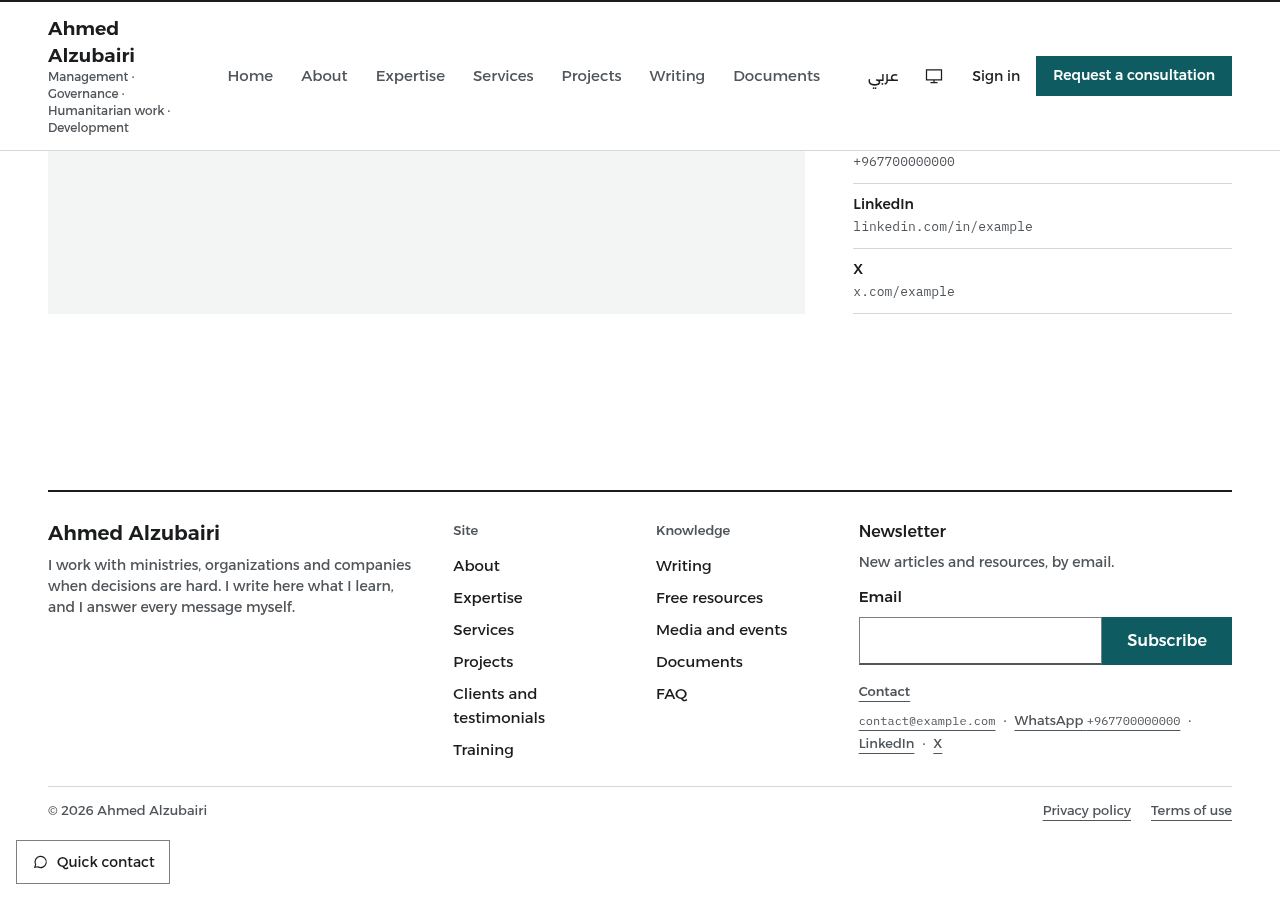 Ahmed
Alzubairi
Management ·
Governance ·
Humanitarian work ·
Development
Home
About
Expertise
Services
Projects
Writing
Documents
عربي
Sign in
Request a consultation
+967700000000
LinkedIn
linkedin.com/in/example
X
x.com/example
Ahmed Alzubairi
I work with ministries, organizations and companies
when decisions are hard. I write here what I learn,
and I answer every message myself.
Site
About
Expertise
Services
Projects
Clients and
testimonials
Training
Knowledge
Writing
Free resources
Media and events
Documents
FAQ
Newsletter
New articles and resources, by email.
Email
Subscribe
Contact
contact@example.com · WhatsApp +967700000000 ·
LinkedIn · X
© 2026 Ahmed Alzubairi
Privacy policy
Terms of use
Quick contact